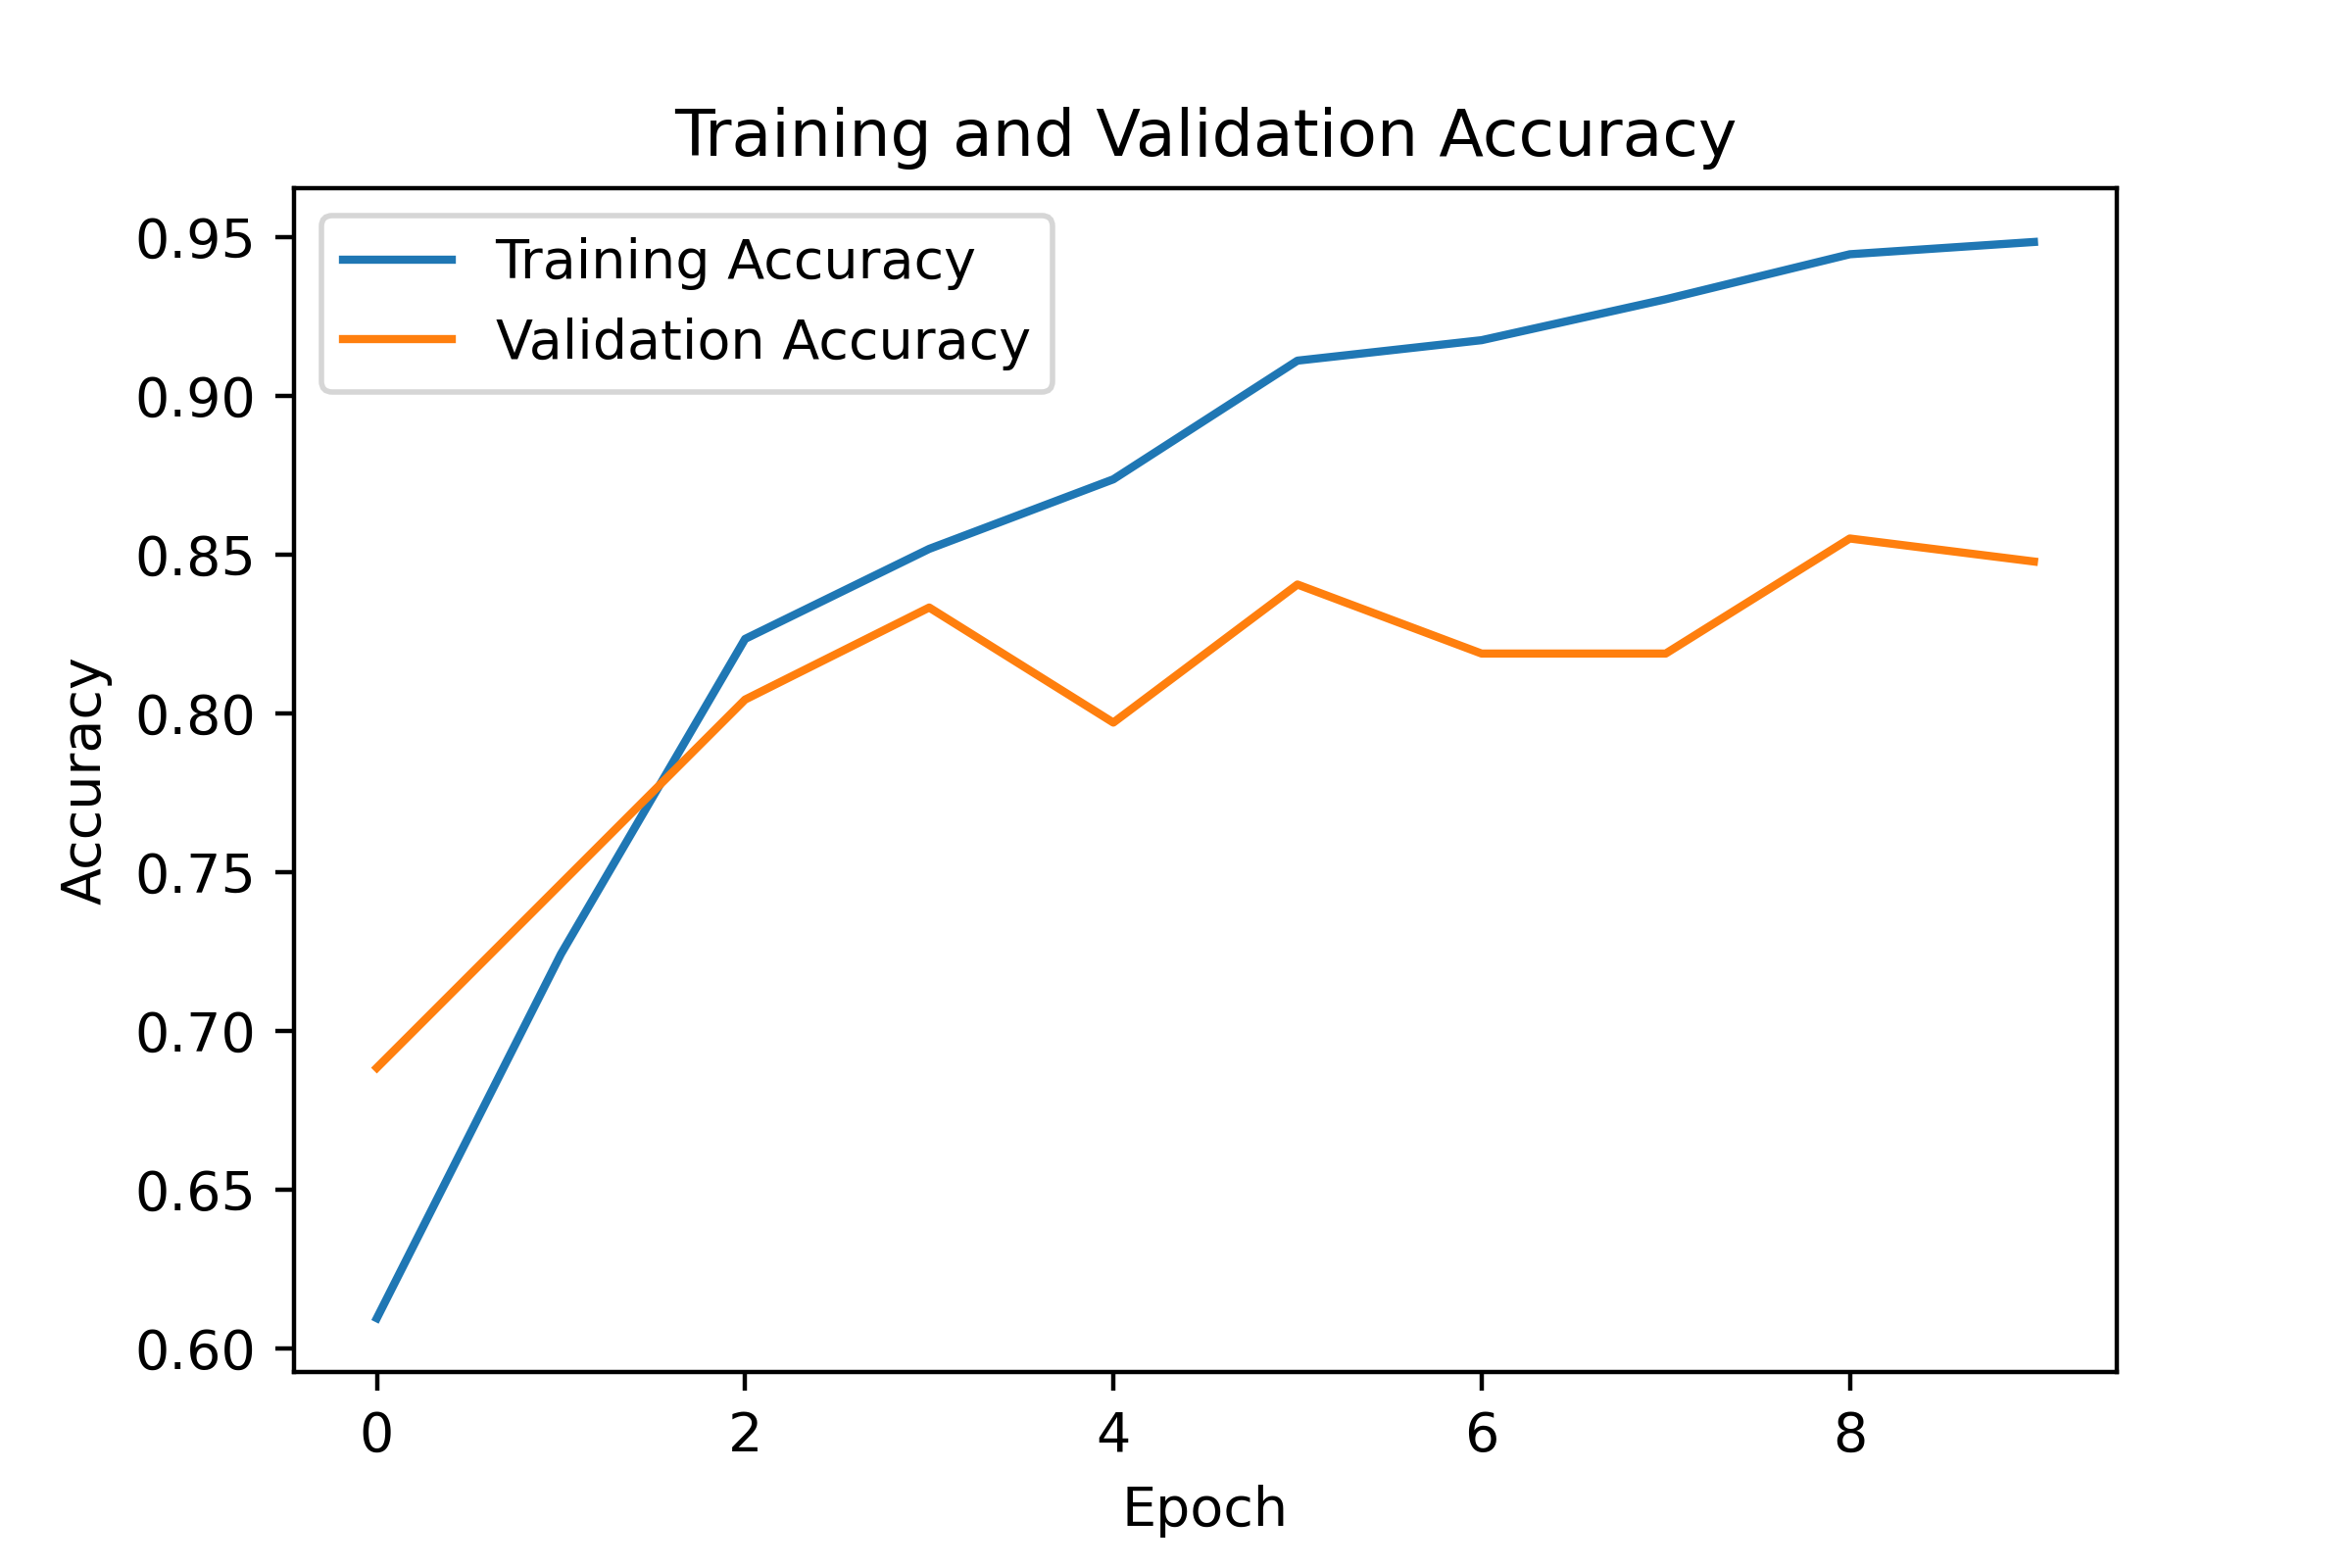 Training and Validation Accuracy
Training Accuracy
Validation Accuracy
0.95
0.90
0.85
0.80
0.75
0.70
0.65
0.60
Accuracy
0 2 4 6 8
Epoch